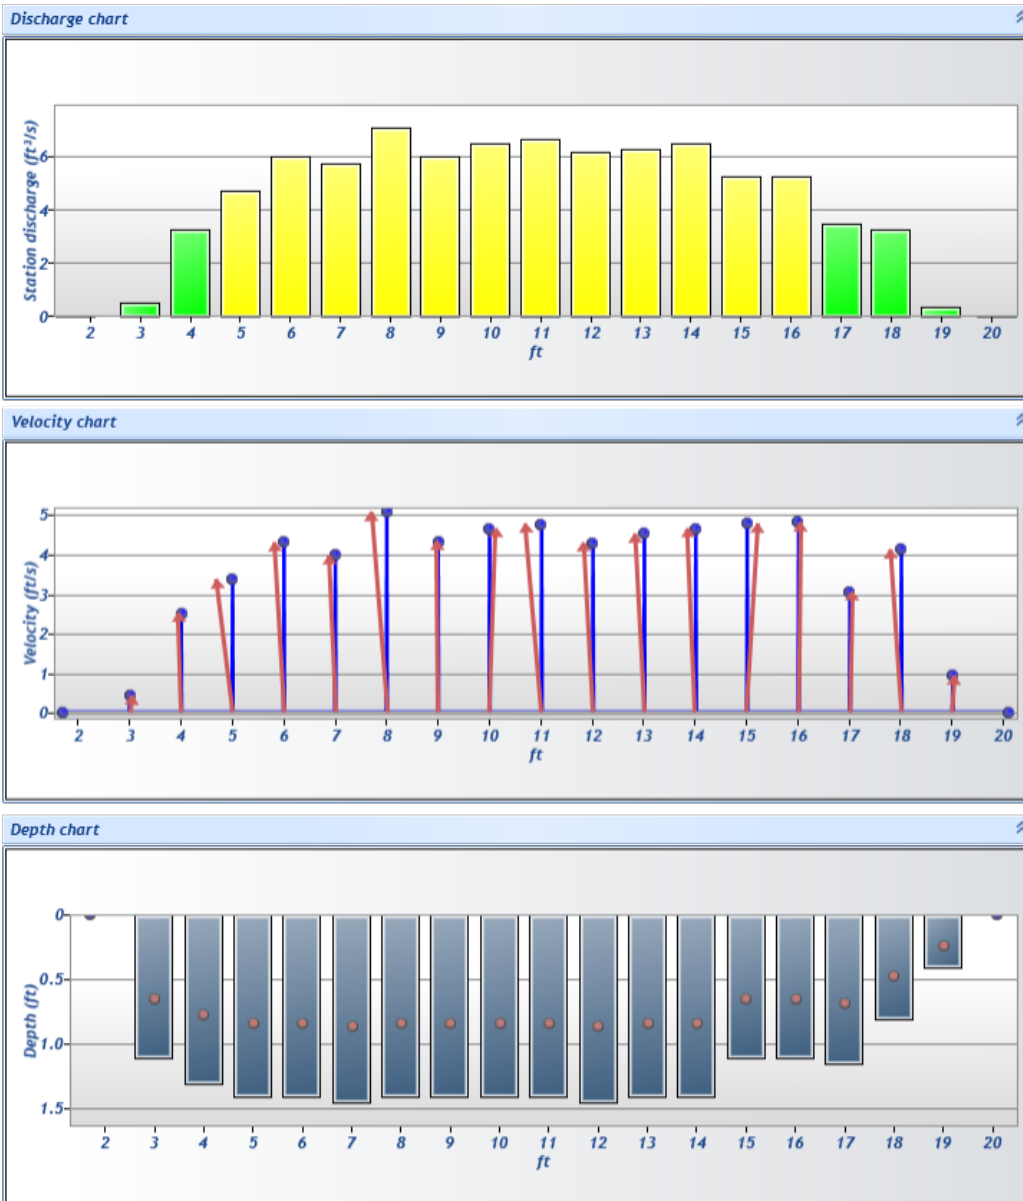 Discharge chart
Station discharge (ft³/s)
6
4
2
0
2 3 4 5 6 7 8 9 10 11 12 13 14 15 16 17 18 19 20
ft
Velocity chart
Velocity (ft/s)
5
4
3
2
1
0
2 3 4 5 6 7 8 9 10 11 12 13 14 15 16 17 18 19 20
ft
Depth chart
Depth (ft)
0
0.5
1.0
1.5
2 3 4 5 6 7 8 9 10 11 12 13 14 15 16 17 18 19 20
ft